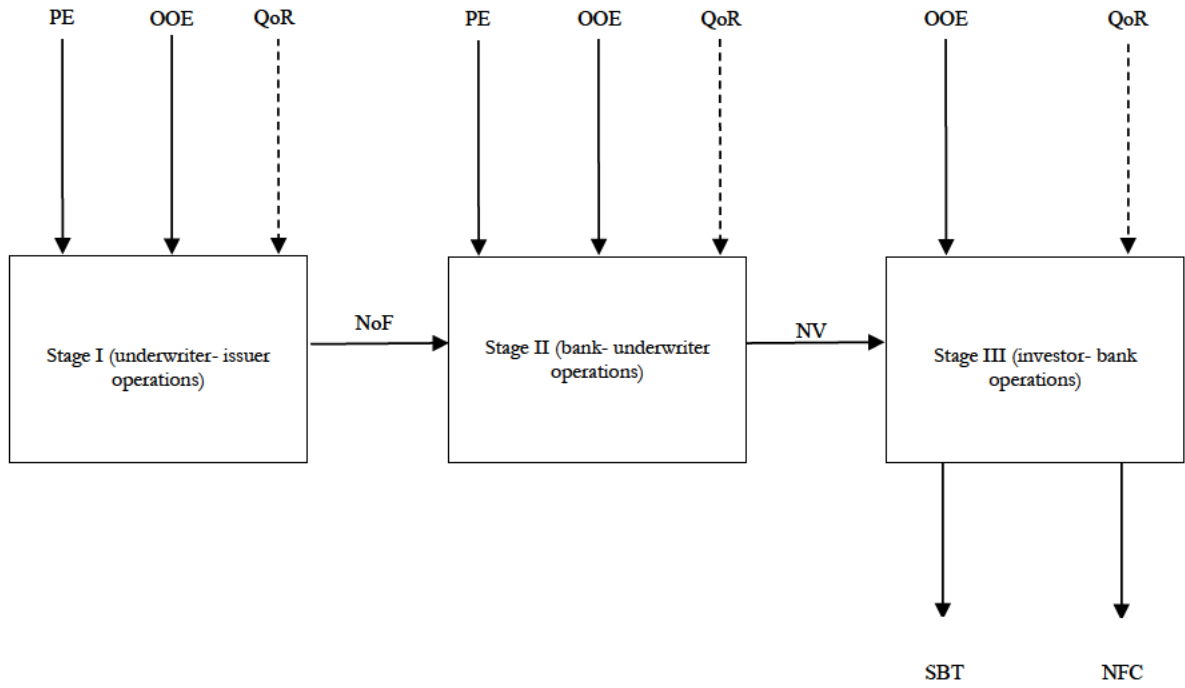 PE
OOE
QoR
PE
OOE
QoR
OOE
QoR
Stage I (underwriter- issuer
operations)
NoF
Stage II (bank- underwriter
operations)
NV
Stage III (investor- bank
operations)
SBT
NFC